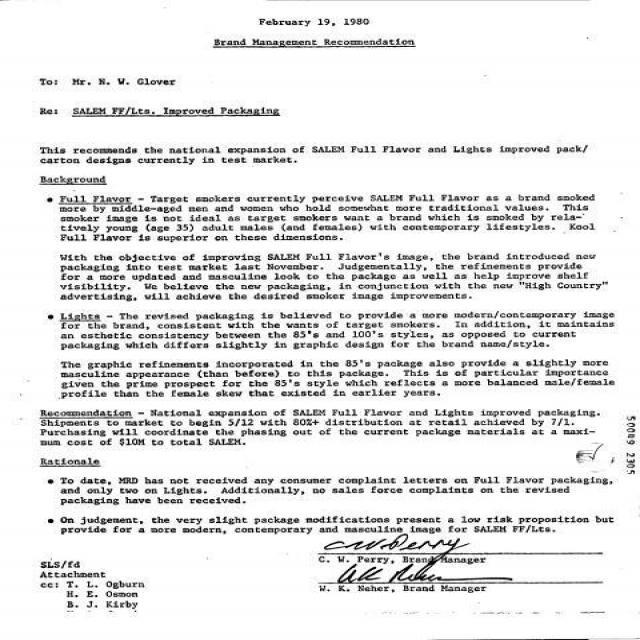 February 19, 1980
Brand Management Recommendation
To: Mr. N. W. Glover
Re: SALEM FF/Lts. Improved Packaging
This recommends the national expansion of SALEM Full Flavor and Lights improved pack/
carton designs currently in test market.
Background
• Full Flavor - Target smokers currently perceive SALEM Full Flavor as a brand smoked
more by middle-aged men and women who hold somewhat more traditional values. This
smoker image is not ideal as target smokers want a brand which is smoked by rela-
tively young (age 35) adult males (and females) with contemporary lifestyles. Kool
Full Flavor is superior on these dimensions.
With the objective of improving SALEM Full Flavor's image, the brand introduced new
packaging into test market last November. Judgementally, the refinements provide
for a more updated and masculine look to the package as well as help improve shelf
visibility. We believe the new packaging, in conjunction with the new "High Country"
advertising, will achieve the desired smoker image improvements.
• Lights - The revised packaging is believed to provide a more modern/contemporary image
for the brand, consistent with the wants of target smokers. In addition, it maintains
an esthetic consistency between the 85's and 100's styles, as opposed to current
packaging which differs slightly in graphic design for the brand name/style.
The graphic refinements incorporated in the 85's package also provide a slightly more
masculine appearance (than before) to this package. This is of particular importance
given the prime prospect for the 85's style which reflects a more balanced male/female
profile than the female skew that existed in earlier years.
Recommendation - National expansion of SALEM Full Flavor and Lights improved packaging.
Shipments to market to begin 5/12 with 80%+ distribution at retail achieved by 7/1.
Purchasing will coordinate the phasing out of the current package materials at a maxi-
mum cost of $10M to total SALEM.
Rationale
• To date, MRD has not received any consumer complaint letters on Full Flavor packaging,
and only two on Lights. Additionally, no sales force complaints on the revised
packaging have been received.
• On judgement, the very slight package modifications present a low risk proposition but
provide for a more modern, contemporary and masculine image for SALEM FF/Lts.
CW Perry
C. W. Perry, Brand Manager
W. K. Neher, Brand Manager
SLS/fd
Attachment
cc: T. L. Ogburn
H. E. Osmon
B. J. Kirby
50049 2305